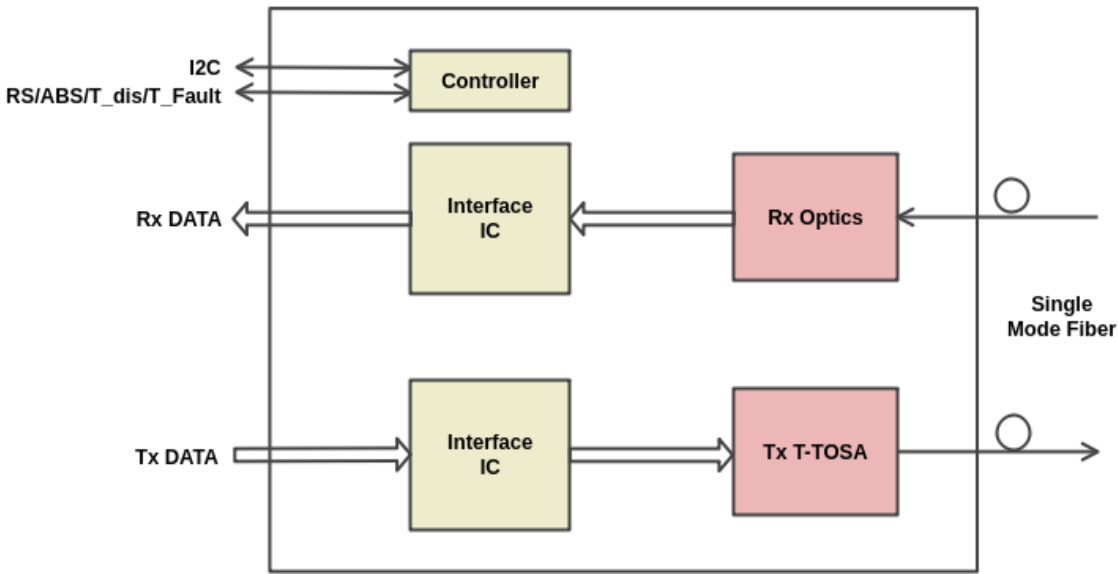 I2C
RS/ABS/T_dis/T_Fault
Controller
Rx DATA
Interface
IC
Rx Optics
Single
Mode Fiber
Tx DATA
Interface
IC
Tx T-TOSA